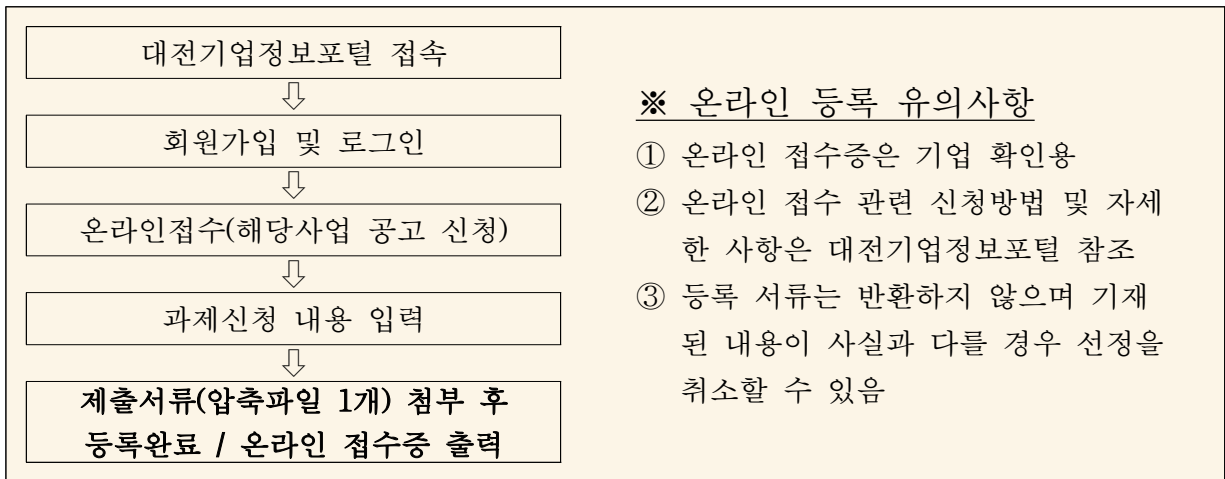 대전기업정보포털 접속
⇩
회원가입 및 로그인
⇩
온라인접수(해당사업 공고 신청)
⇩
과제신청 내용 입력
⇩
제출서류(압축파일 1개) 첨부 후
등록완료 / 온라인 접수증 출력
※ 온라인 등록 유의사항
① 온라인 접수증은 기업 확인용
② 온라인 접수 관련 신청방법 및 자세
한 사항은 대전기업정보포털 참조
③ 등록 서류는 반환하지 않으며 기재
된 내용이 사실과 다를 경우 선정을
취소할 수 있음